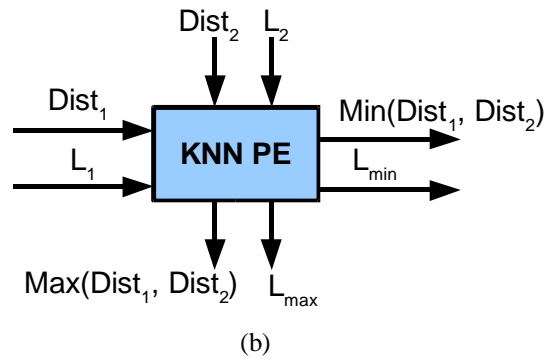 Dist₂ L₂
Dist₁
Min(Dist₁, Dist₂)
KNN PE
L₁
Lₘᵢₙ
Max(Dist₁, Dist₂)
Lₘₐₓ
(b)